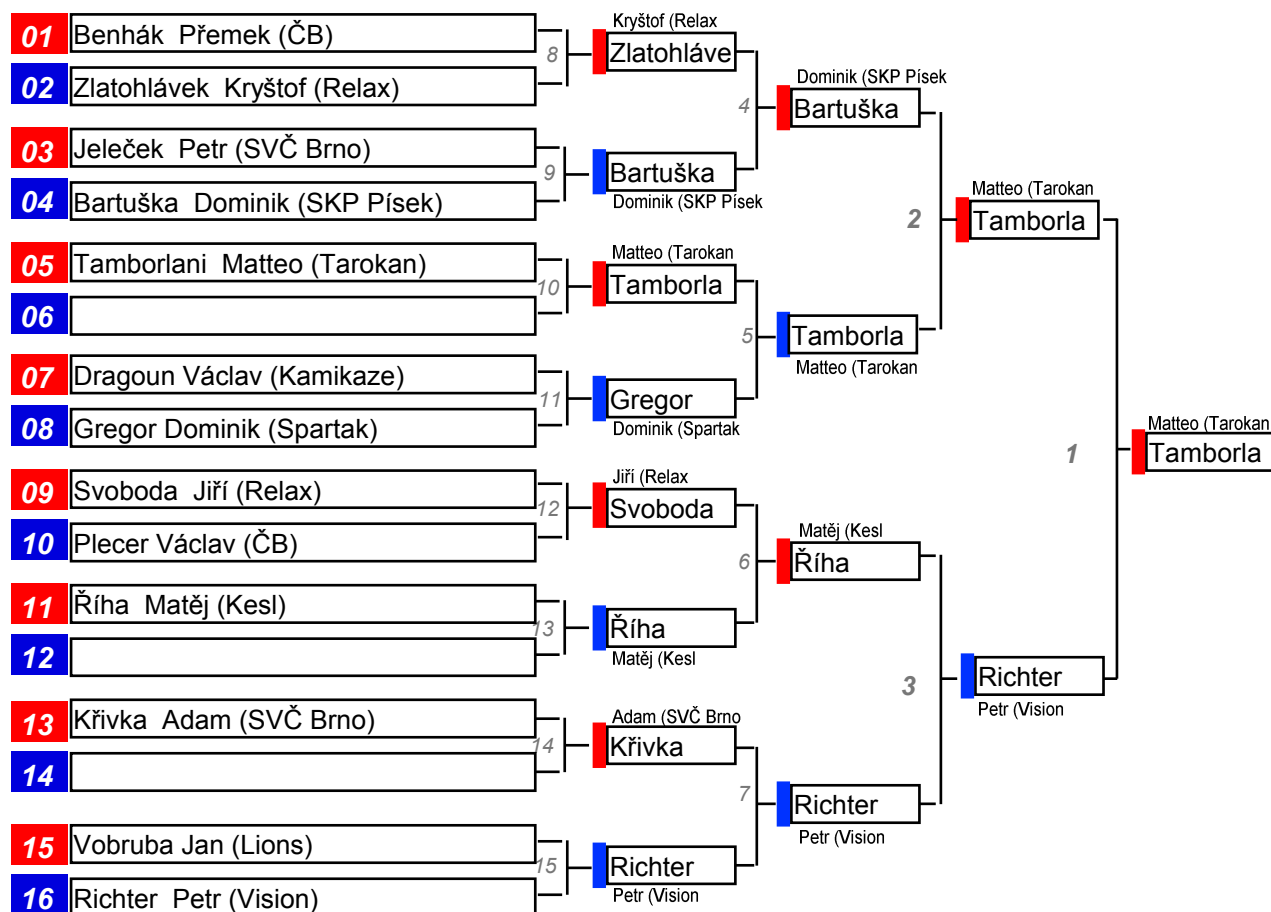 01 Benhák Přemek (ČB)
02 Zlatohlávek Kryštof (Relax)
03 Jeleček Petr (SVČ Brno)
04 Bartuška Dominik (SKP Písek)
05 Tamborlani Matteo (Tarokan)
06
07 Dragoun Václav (Kamikaze)
08 Gregor Dominik (Spartak)
09 Svoboda Jiří (Relax)
10 Plecer Václav (ČB)
11 Říha Matěj (Kesl)
12
13 Křivka Adam (SVČ Brno)
14
15 Vobruba Jan (Lions)
16 Richter Petr (Vision)
8
9
10
11
12
13
14
15
Kryštof (Relax
Zlatohláve
Bartuška
Dominik (SKP Písek
Matteo (Tarokan
Tamborla
Gregor
Dominik (Spartak
Jiří (Relax
Svoboda
Říha
Matěj (Kesl
Adam (SVČ Brno
Křivka
Richter
Petr (Vision
4
5
6
7
Dominik (SKP Písek
Bartuška
Tamborla
Matteo (Tarokan
Matěj (Kesl
Říha
Richter
Petr (Vision
2
3
Matteo (Tarokan
Tamborla
Richter
Petr (Vision
1
Matteo (Tarokan
Tamborla